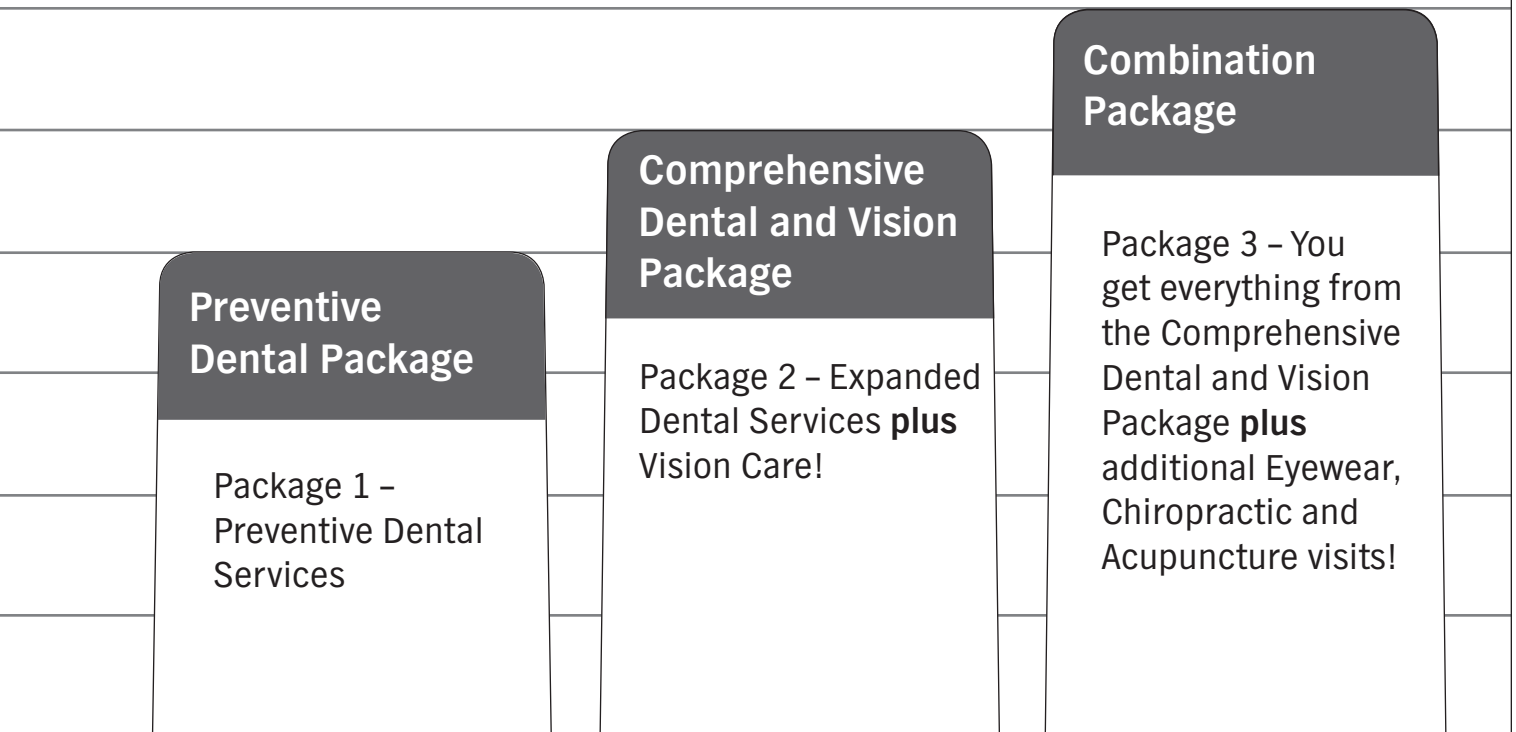 Preventive
Dental Package
Package 1 –
Preventive Dental
Services
Comprehensive
Dental and Vision
Package
Package 2 – Expanded
Dental Services plus
Vision Care!
Combination
Package
Package 3 – You
get everything from
the Comprehensive
Dental and Vision
Package plus
additional Eyewear,
Chiropractic and
Acupuncture visits!